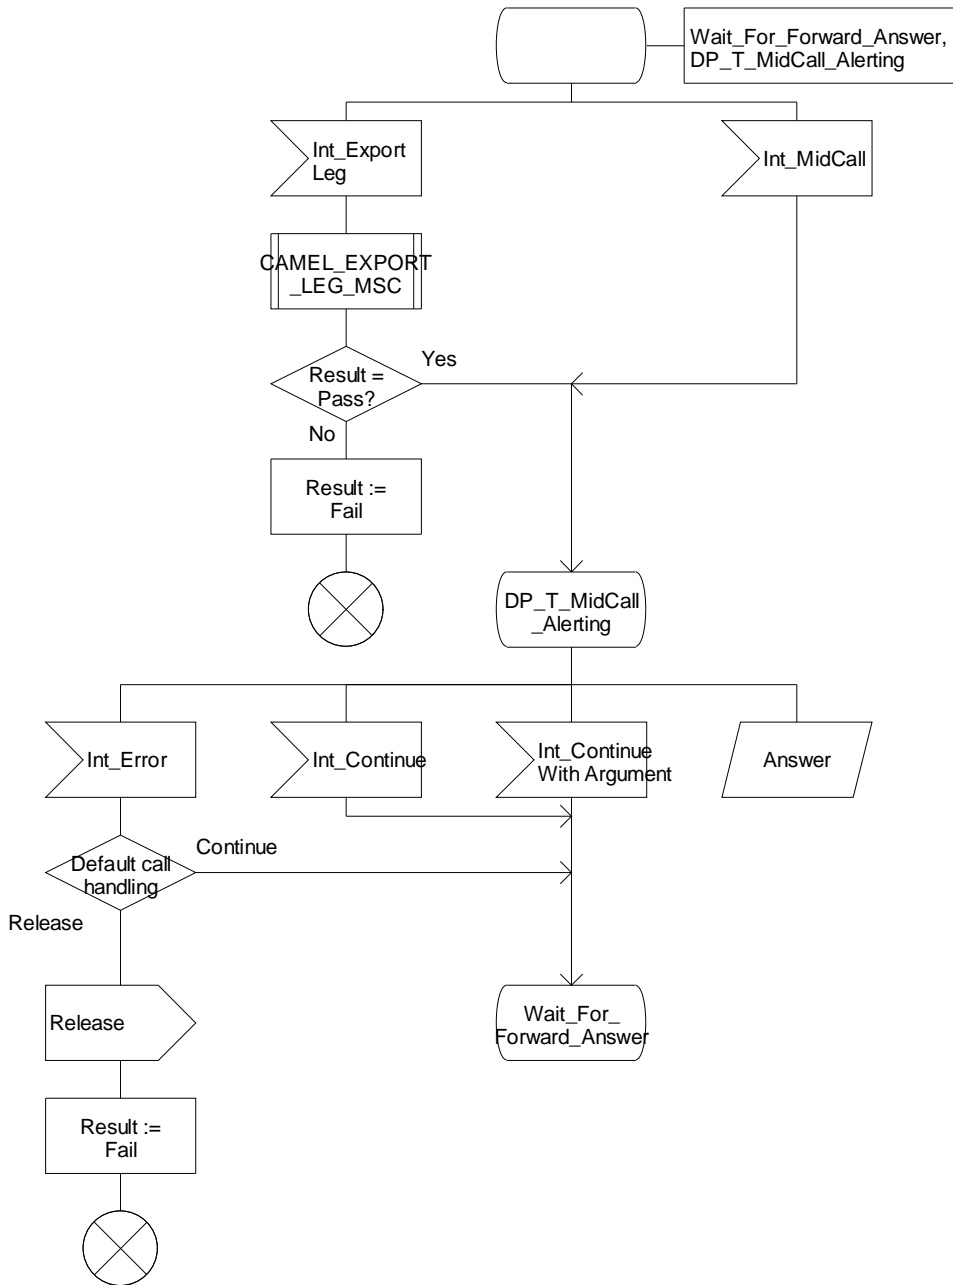 Wait_For_Forward_Answer,
DP_T_MidCall_Alerting
Int_Export
Leg
Int_MidCall
CAMEL_EXPORT
_LEG_MSC
Yes
Result =
Pass?
No
Result :=
Fail
DP_T_MidCall
_Alerting
Int_Error
Int_Continue
Int_Continue
With Argument
Answer
Default call
handling
Continue
Release
Release
Wait_For_
Forward_Answer
Result :=
Fail